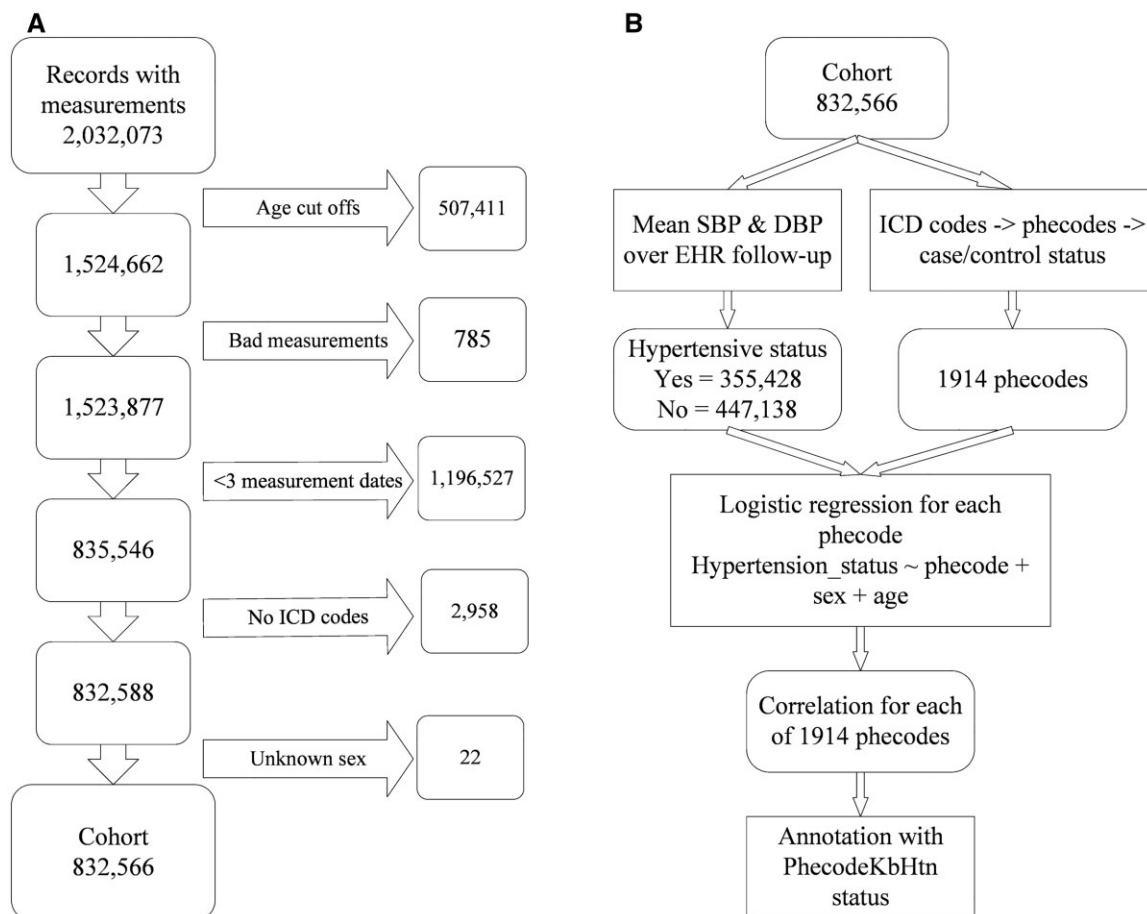 A
Records with
measurements
2,032,073
Age cut offs
507,411
1,524,662
Bad measurements
785
1,523,877
<3 measurement dates
1,196,527
835,546
No ICD codes
2,958
832,588
Unknown sex
22
Cohort
832,566
B
Cohort
832,566
Mean SBP & DBP
over EHR follow-up
ICD codes -> phecodes ->
case/control status
Hypertensive status
Yes = 355,428
No = 447,138
1914 phecodes
Logistic regression for each
phecode
Hypertension_status ~ phecode +
sex + age
Correlation for each
of 1914 phecodes
Annotation with
PhecodeKbHtn
status